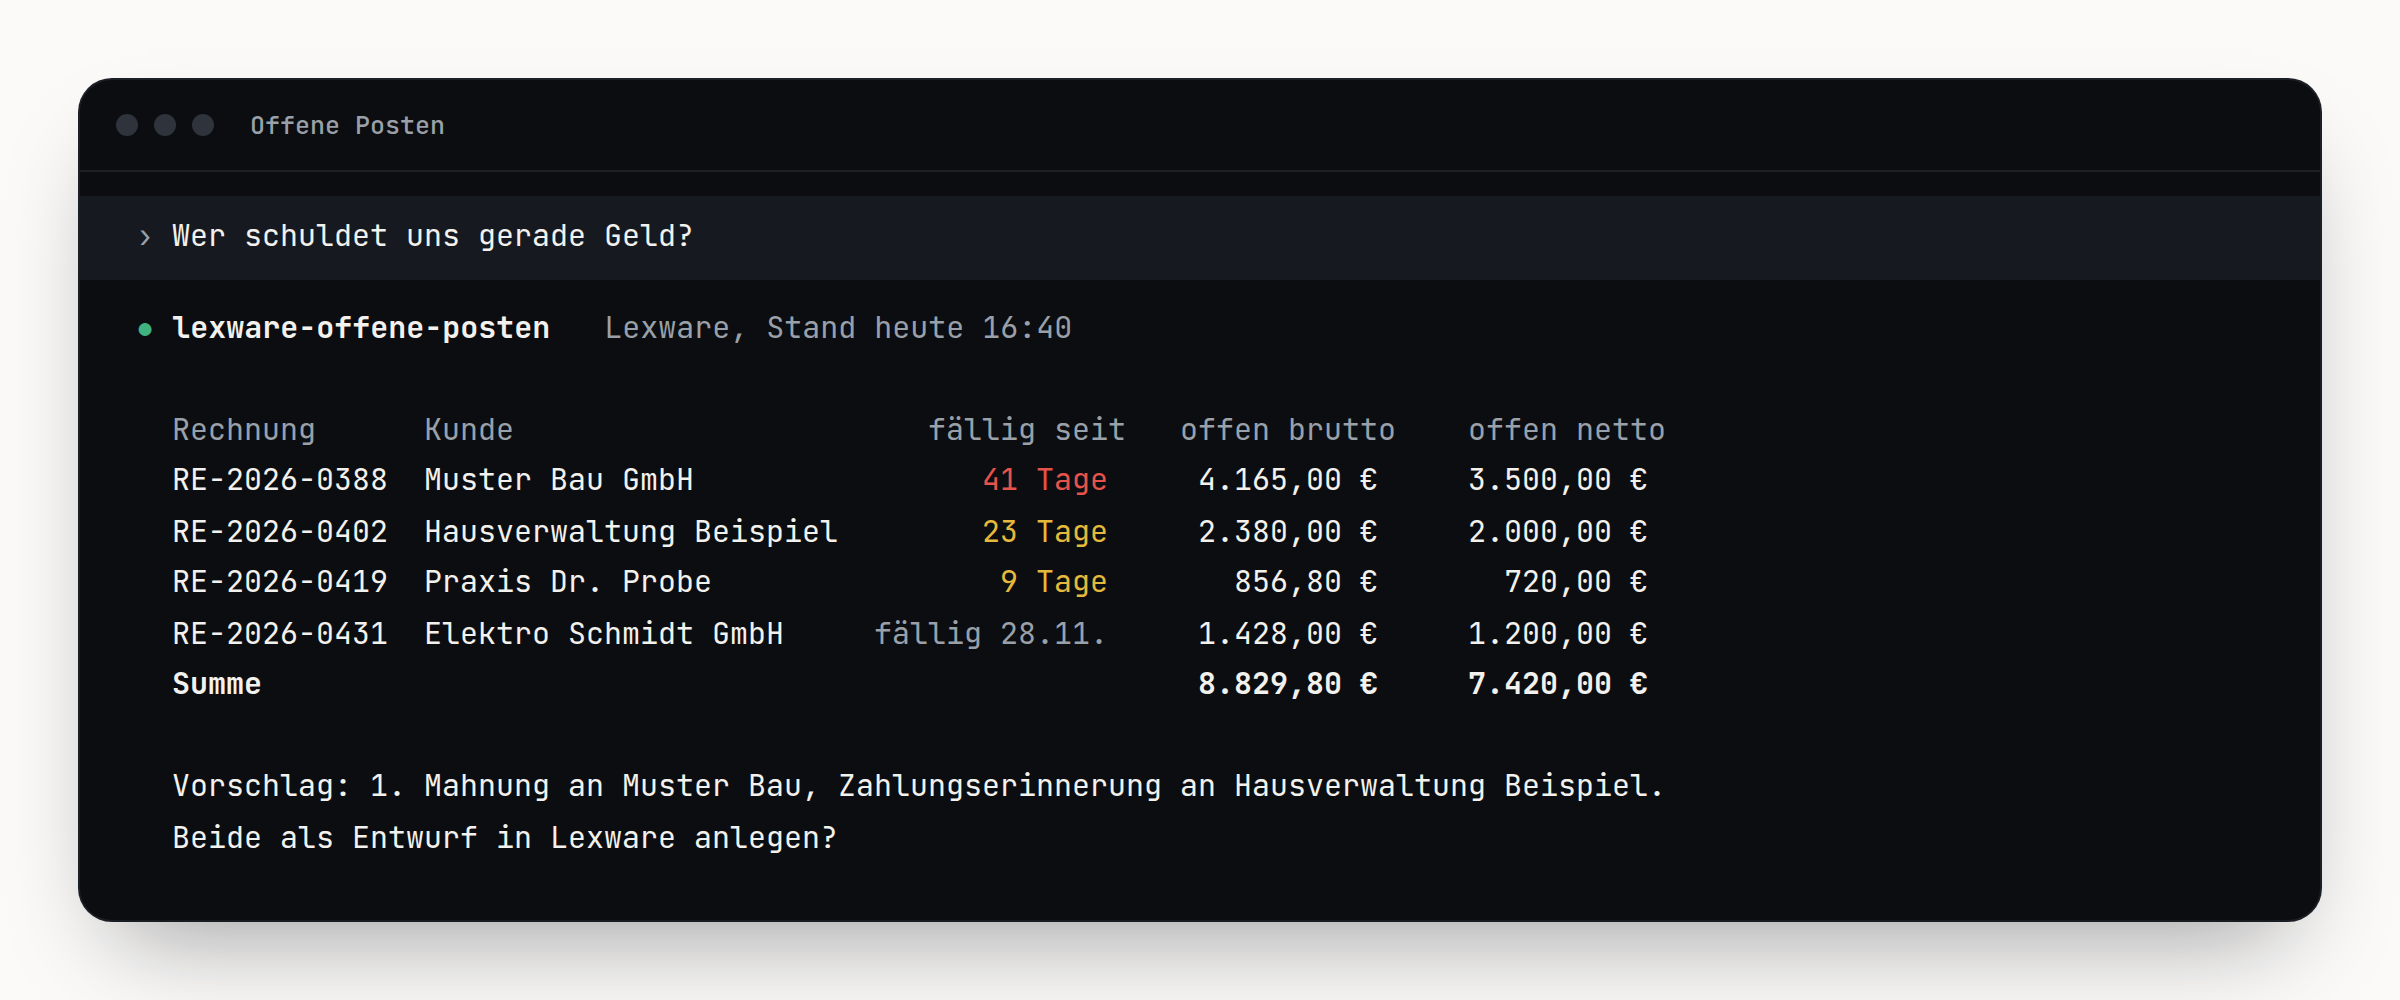 Offene Posten
› Wer schuldet uns gerade Geld?
● lexware-offene-posten Lexware, Stand heute 16:40
Rechnung Kunde fällig seit offen brutto offen netto
RE-2026-0388 Muster Bau GmbH 41 Tage 4.165,00 € 3.500,00 €
RE-2026-0402 Hausverwaltung Beispiel 23 Tage 2.380,00 € 2.000,00 €
RE-2026-0419 Praxis Dr. Probe 9 Tage 856,80 € 720,00 €
RE-2026-0431 Elektro Schmidt GmbH fällig 28.11. 1.428,00 € 1.200,00 €
Summe 8.829,80 € 7.420,00 €
Vorschlag: 1. Mahnung an Muster Bau, Zahlungserinnerung an Hausverwaltung Beispiel.
Beide als Entwurf in Lexware anlegen?